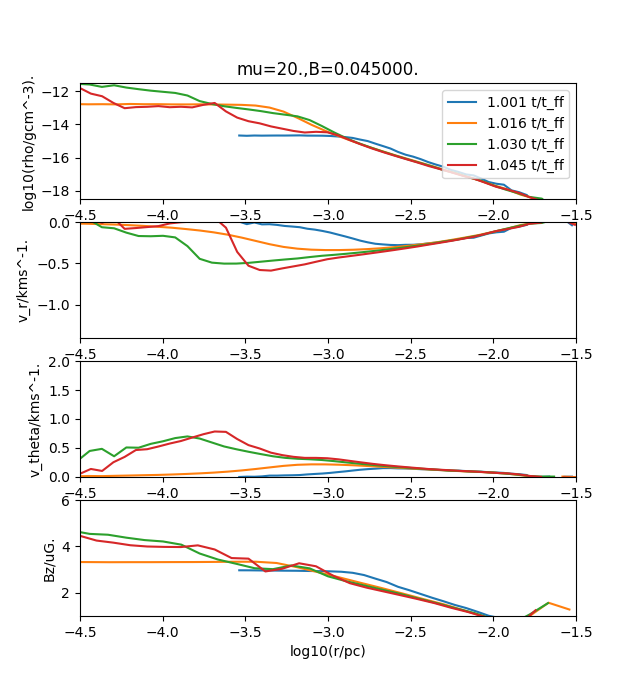 mu=20.,B=0.045000.
log10(rho/gcm^-3).
−12
−14
−16
−18
1.001 t/t_ff
1.016 t/t_ff
1.030 t/t_ff
1.045 t/t_ff
−4.5 −4.0 −3.5 −3.0 −2.5 −2.0 −1.5
v_r/kms^-1.
0.0
−0.5
−1.0
−4.5 −4.0 −3.5 −3.0 −2.5 −2.0 −1.5
v_theta/kms^-1.
2.0
1.5
1.0
0.5
0.0
−4.5 −4.0 −3.5 −3.0 −2.5 −2.0 −1.5
Bz/uG.
6
4
2
−4.5 −4.0 −3.5 −3.0 −2.5 −2.0 −1.5
log10(r/pc)